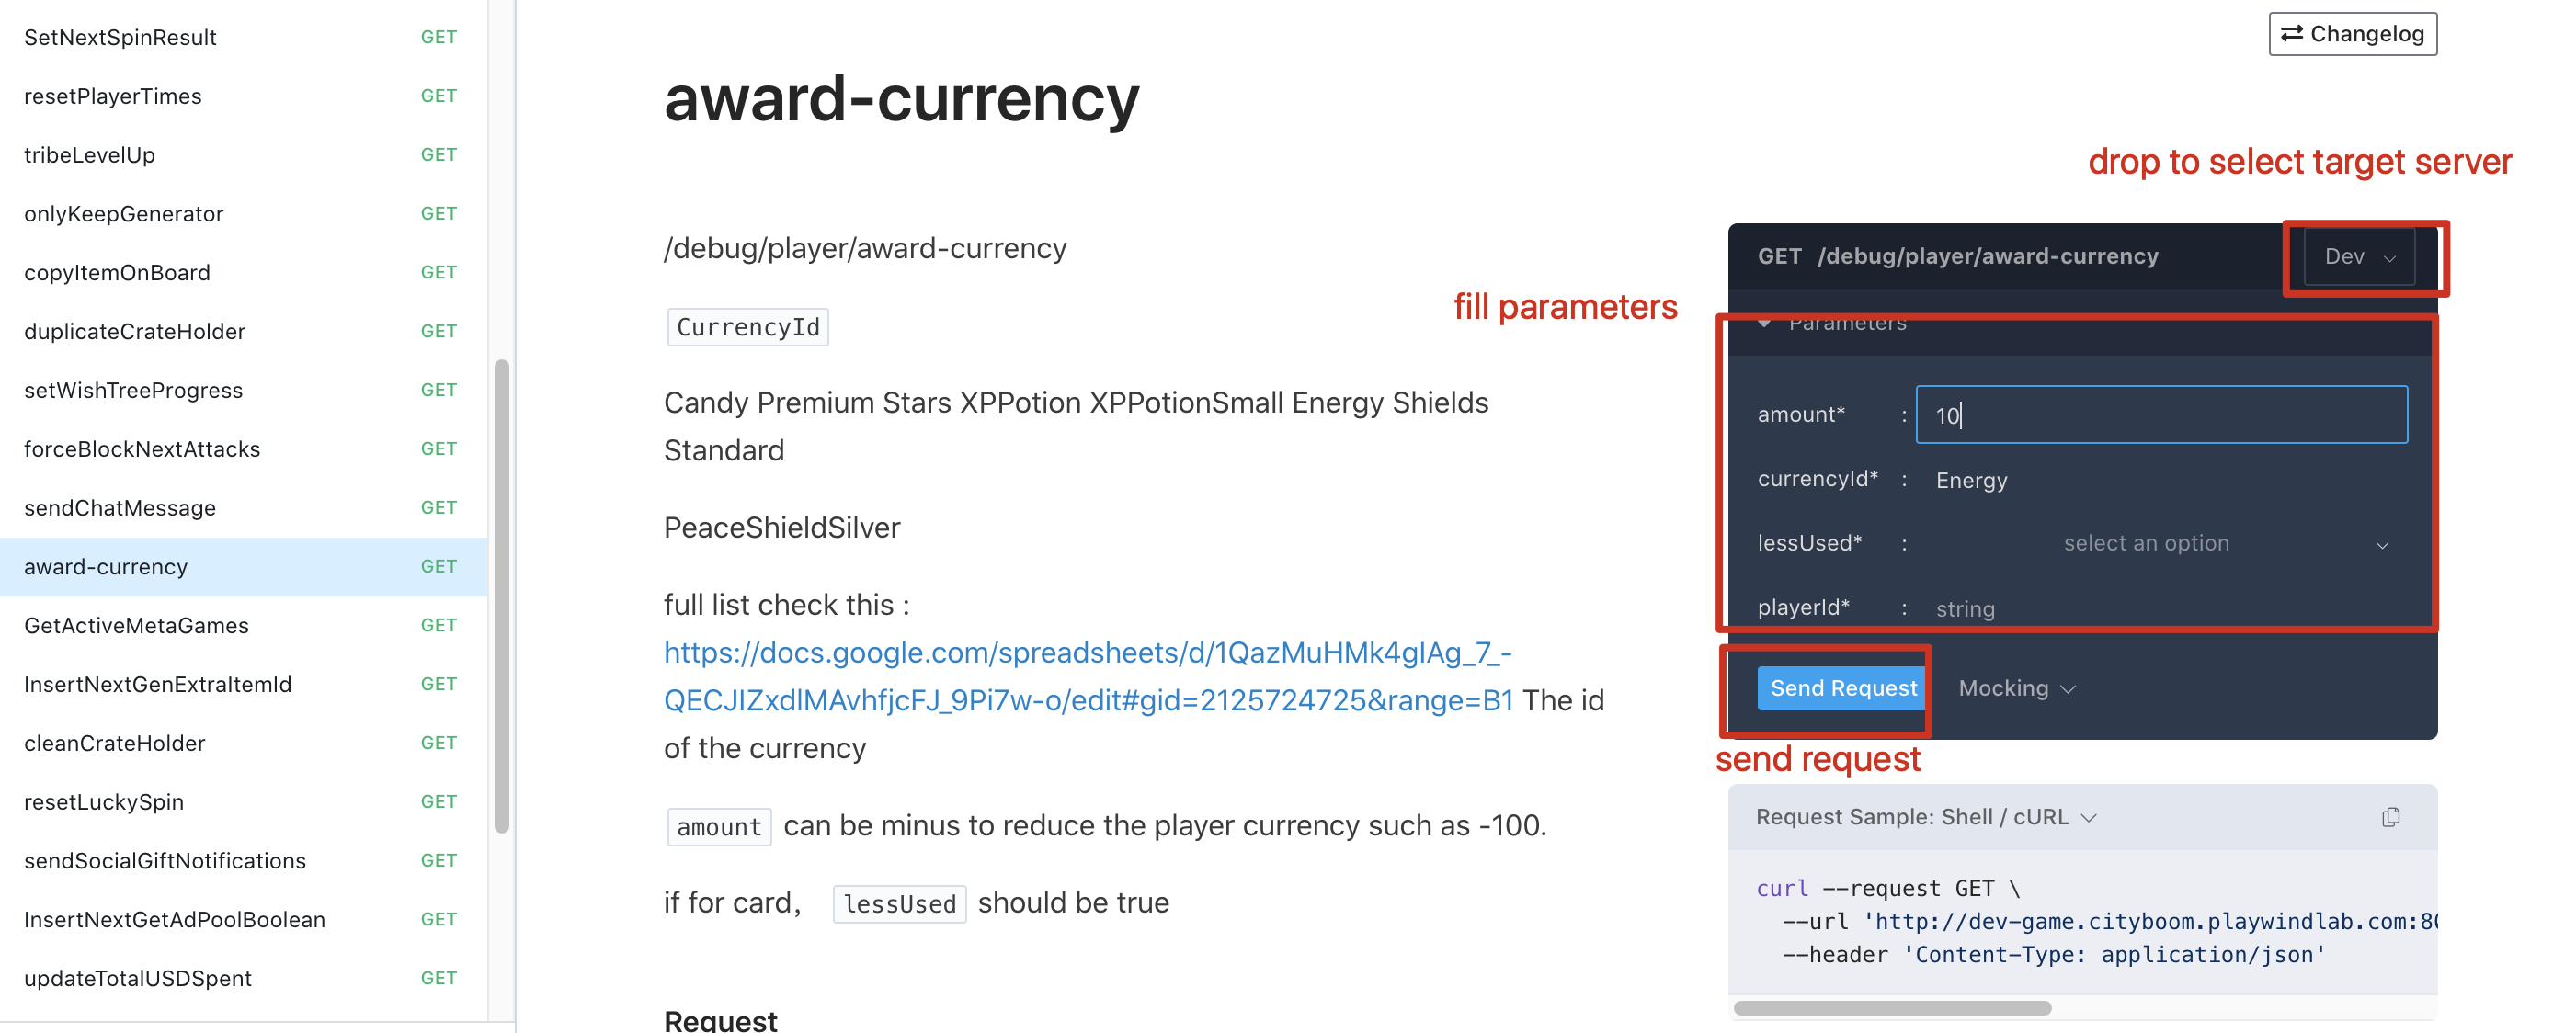 SetNextSpinResult GET
resetPlayerTimes GET
tribeLevelUp GET
onlyKeepGenerator GET
copyItemOnBoard GET
duplicateCrateHolder GET
setWishTreeProgress GET
forceBlockNextAttacks GET
sendChatMessage GET
award-currency GET
GetActiveMetaGames GET
InsertNextGenExtraItemId GET
cleanCrateHolder GET
resetLuckySpin GET
sendSocialGiftNotifications GET
InsertNextGetAdPoolBoolean GET
updateTotalUSDSpent GET
Changelog
award-currency
/debug/player/award-currency
CurrencyId
Candy Premium Stars XPPotion XPPotionSmall Energy Shields
Standard
PeaceShieldSilver
full list check this :
https://docs.google.com/spreadsheets/d/1QazMuHMk4gIAg_7_-
QECJIZxdlMAvhfjcFJ_9Pi7w-o/edit#gid=2125724725&range=B1 The id
of the currency
amount can be minus to reduce the player currency such as -100.
if for card, lessUsed should be true
Request
drop to select target server
fill parameters
GET /debug/player/award-currency Dev
Parameters
amount* : 10
currencyId* : Energy
lessUsed* : select an option
playerId* : string
Send Request Mocking
send request
Request Sample: Shell / cURL
curl --request GET \
--url 'http://dev-game.cityboom.playwindlab.com:80
--header 'Content-Type: application/json'